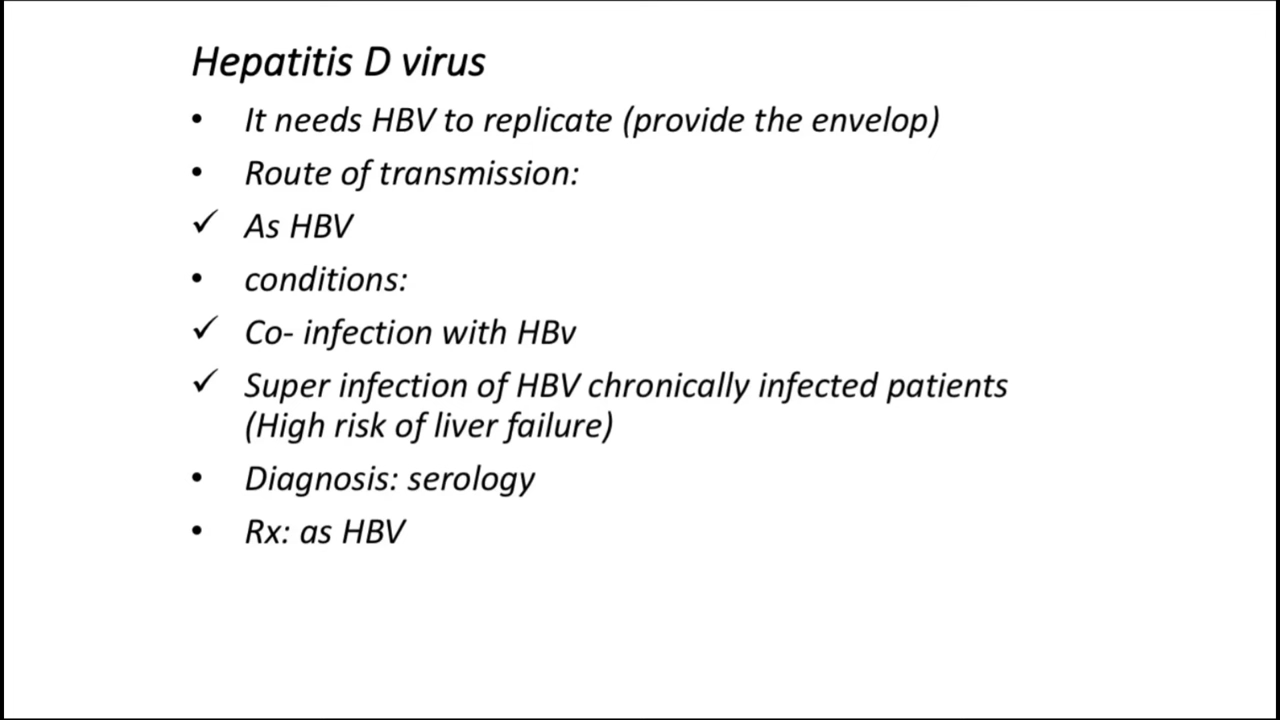 Hepatitis D virus
• It needs HBV to replicate (provide the envelop)
• Route of transmission:
✓ As HBV
• conditions:
✓ Co- infection with HBv
✓ Super infection of HBV chronically infected patients
(High risk of liver failure)
• Diagnosis: serology
• Rx: as HBV